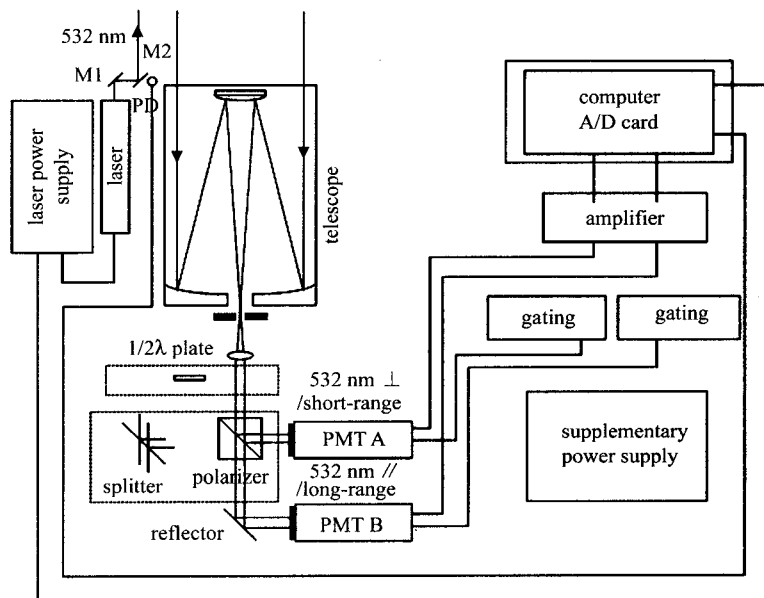 532 nm
M2
M1
PD
laser power
supply
laser
telescope
computer
A/D card
amplifier
gating
gating
1/2λ plate
532 nm ⊥
/short-range
PMT A
splitter
polarizer
532 nm //
/long-range
PMT B
reflector
supplementary
power supply